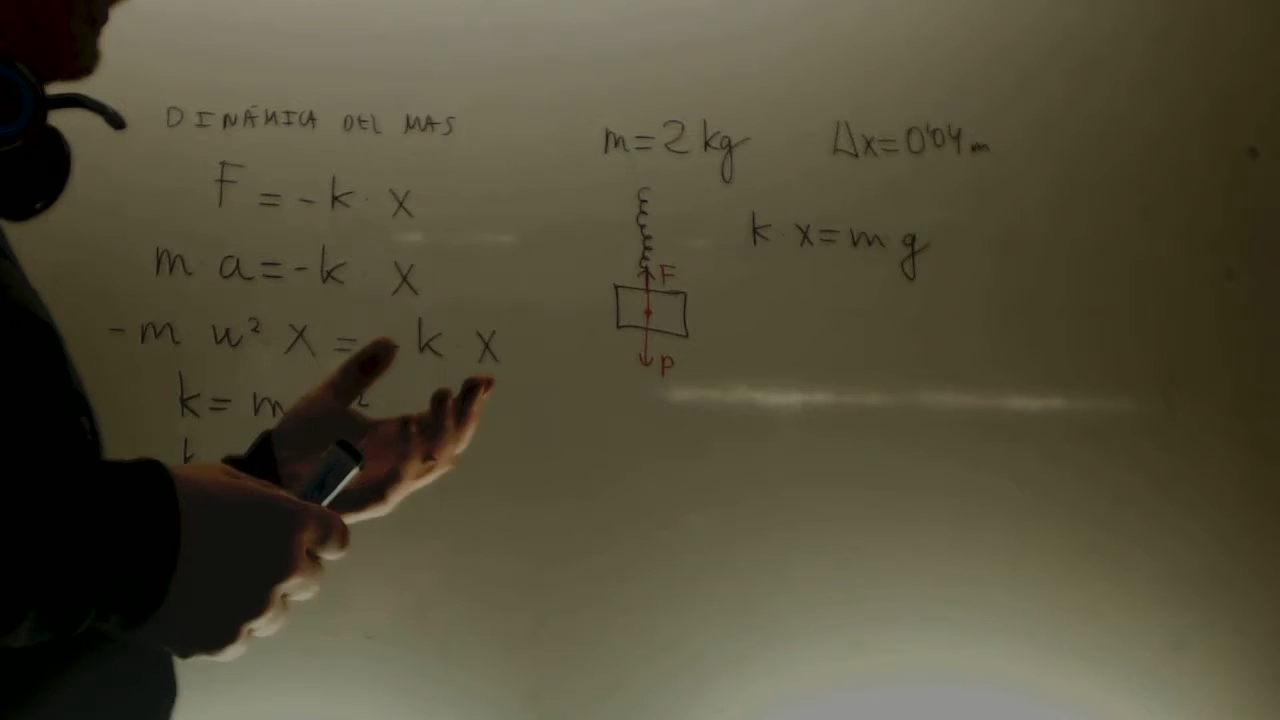 DINÁMICA DEL MAS
F = -k · x
m · a = -k · x
-m w² x = k · x
k = m
m = 2 kg
Δx = 0'04 m
k · x = m g
F
P